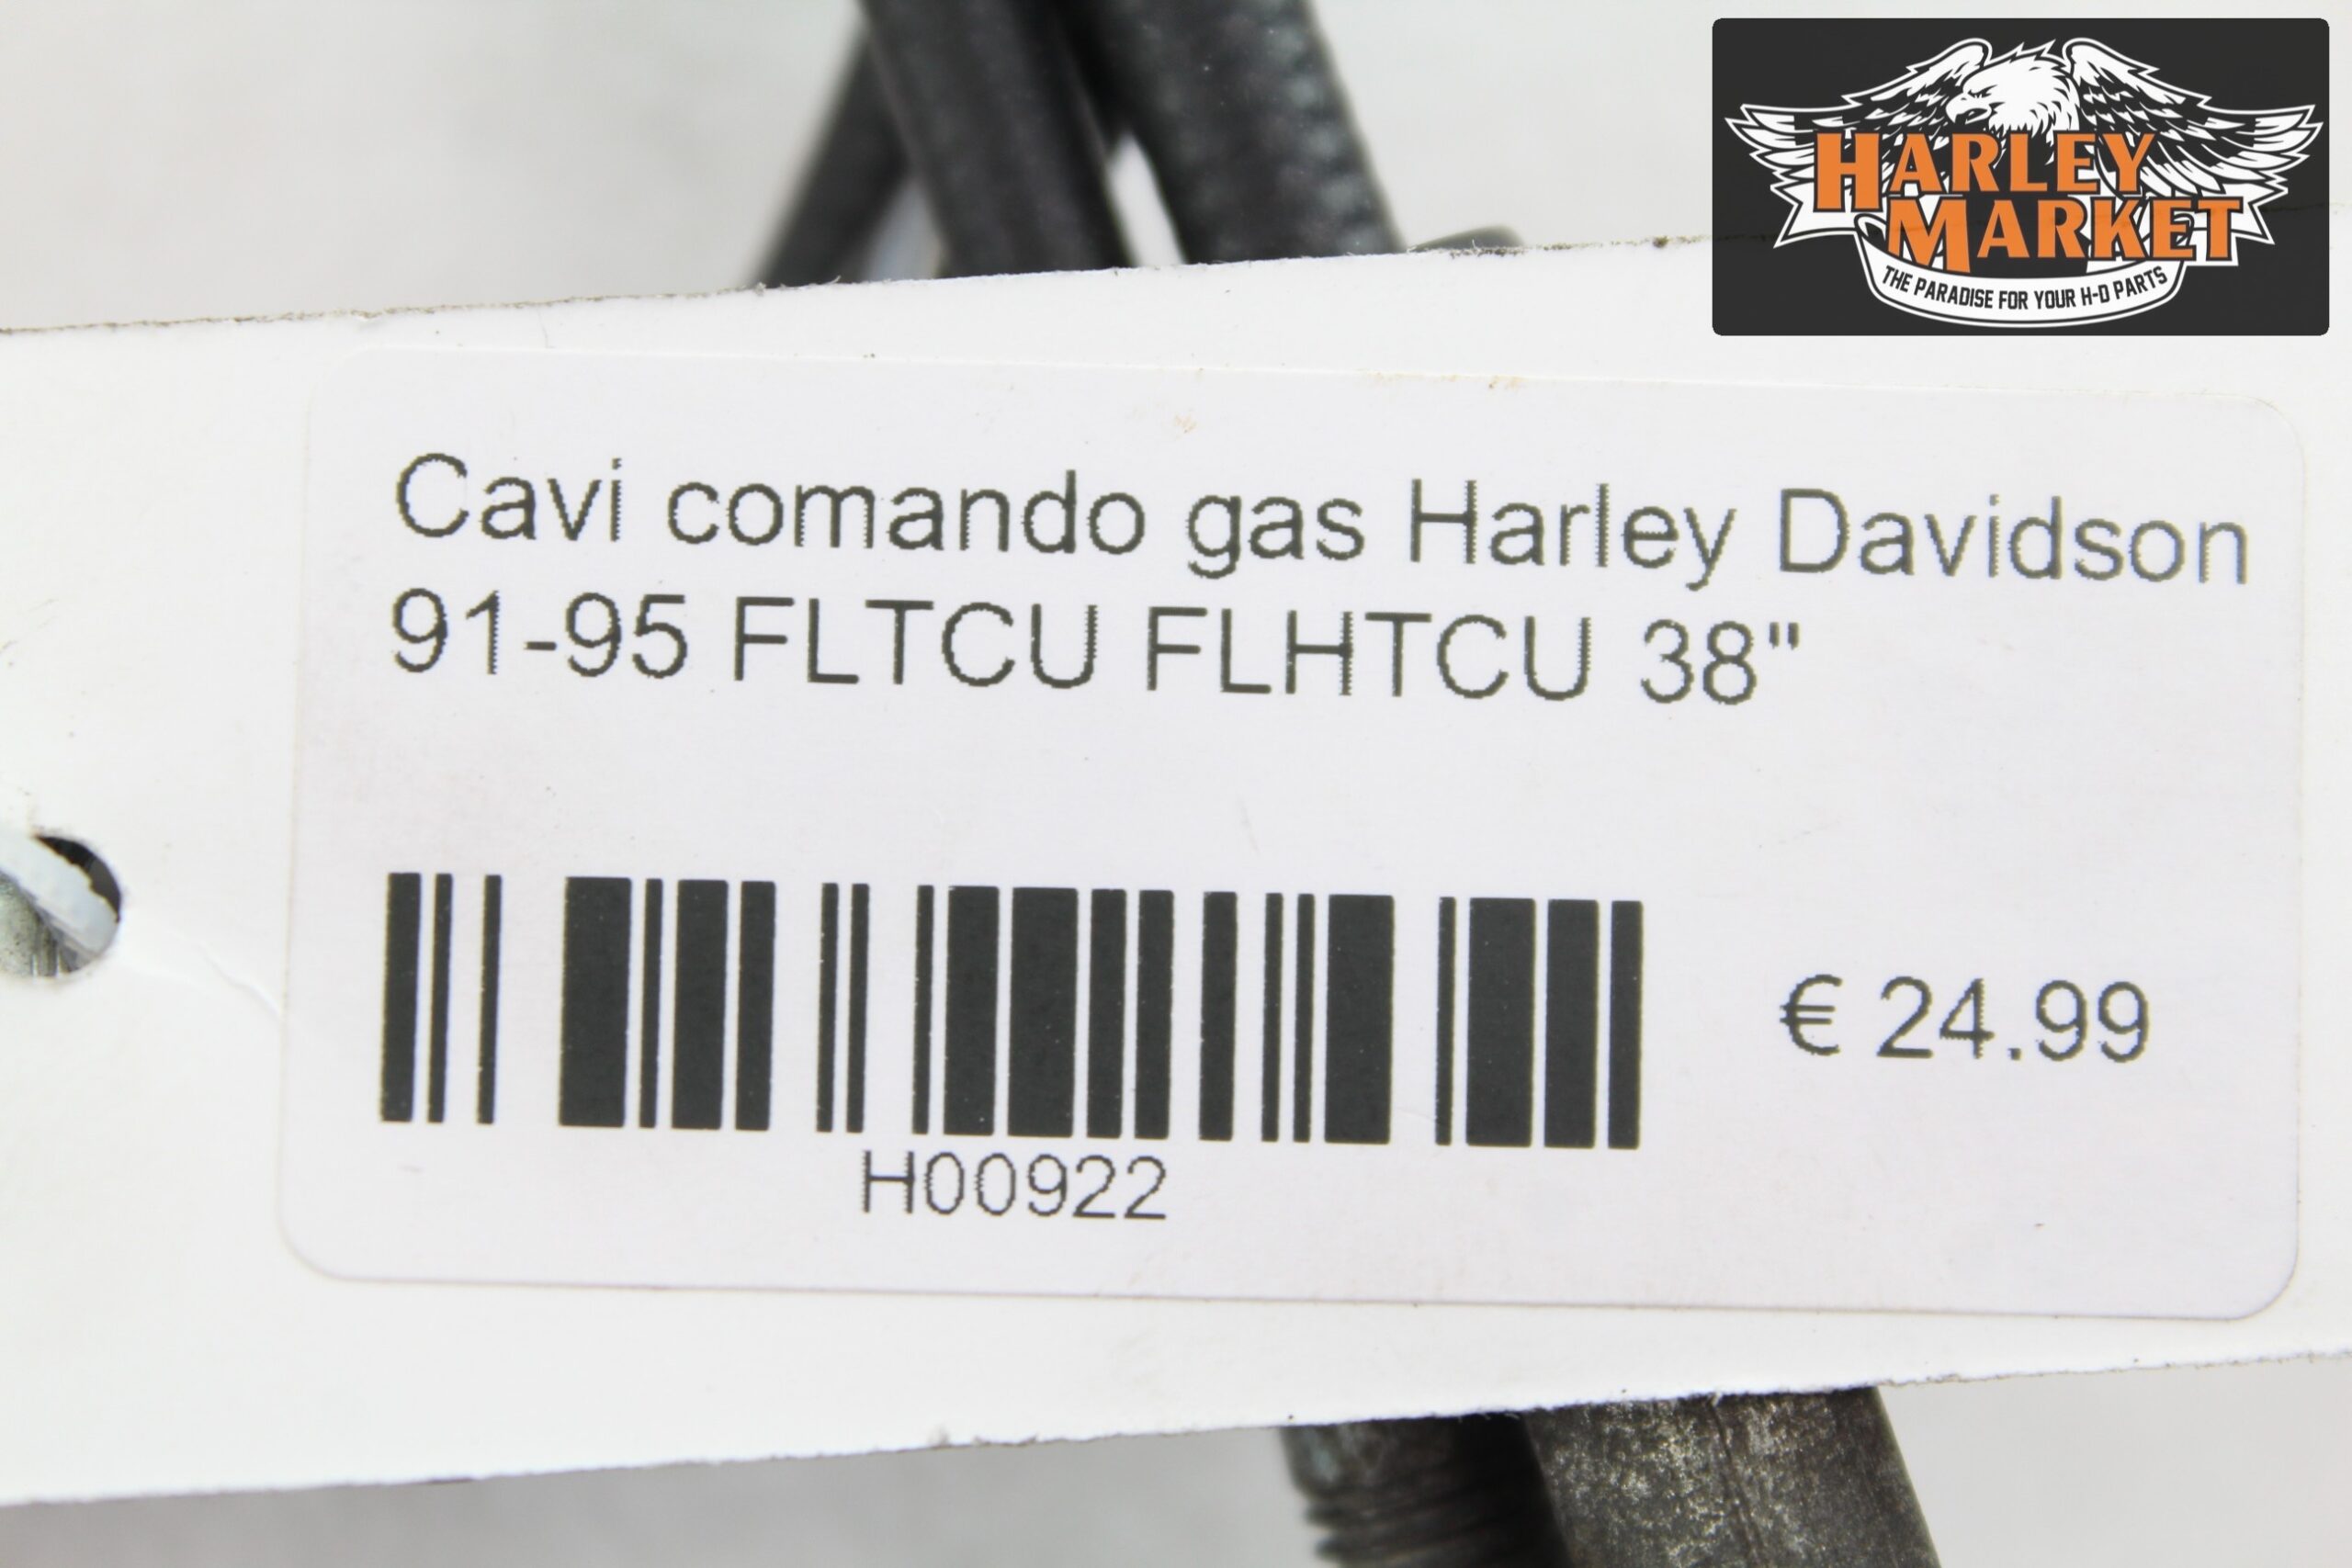 HARLEY
MARKET
THE PARADISE FOR YOUR H-D PARTS
Cavi comando gas Harley Davidson
91-95 FLTCU FLHTCU 38"
€ 24.99
H00922